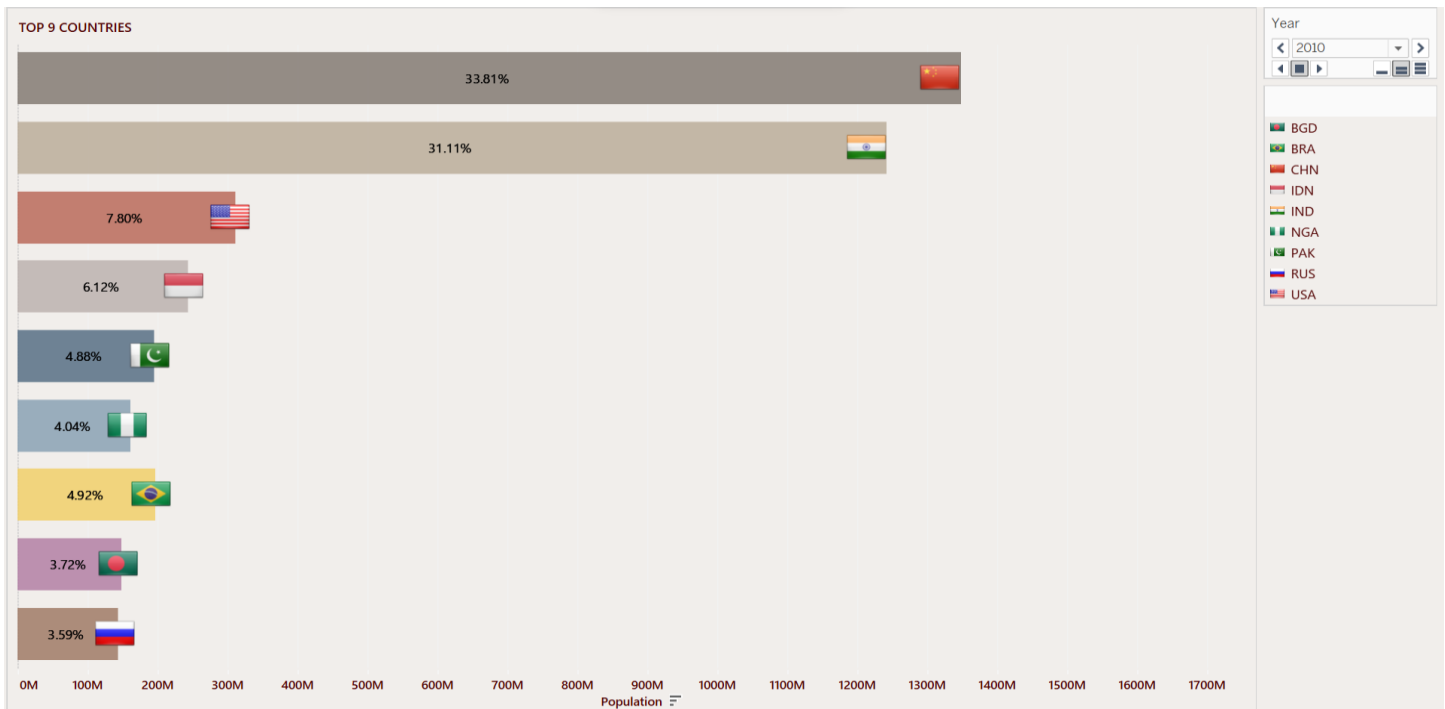 TOP 9 COUNTRIES
33.81%
31.11%
7.80%
6.12%
4.88%
4.04%
4.92%
3.72%
3.59%
0M 100M 200M 300M 400M 500M 600M 700M 800M 900M 1000M 1100M 1200M 1300M 1400M 1500M 1600M 1700M
Population
Year
2010
BGD
BRA
CHN
IDN
IND
NGA
PAK
RUS
USA